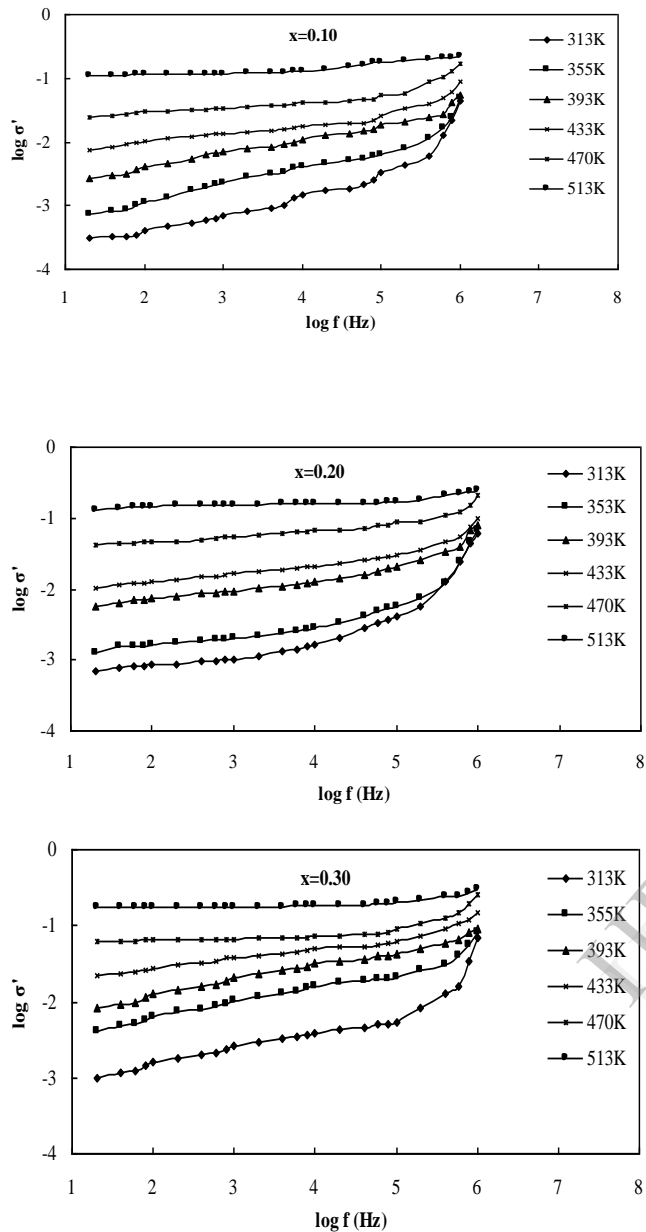 x=0.10
0
-1
-2
-3
-4
log σ'
1 2 3 4 5 6 7 8
log f (Hz)
313K
355K
393K
433K
470K
513K
x=0.20
0
-1
-2
-3
-4
log σ'
1 2 3 4 5 6 7 8
log f (Hz)
313K
353K
393K
433K
470K
513K
x=0.30
0
-1
-2
-3
-4
log σ'
1 2 3 4 5 6 7 8
log f (Hz)
313K
355K
393K
433K
470K
513K